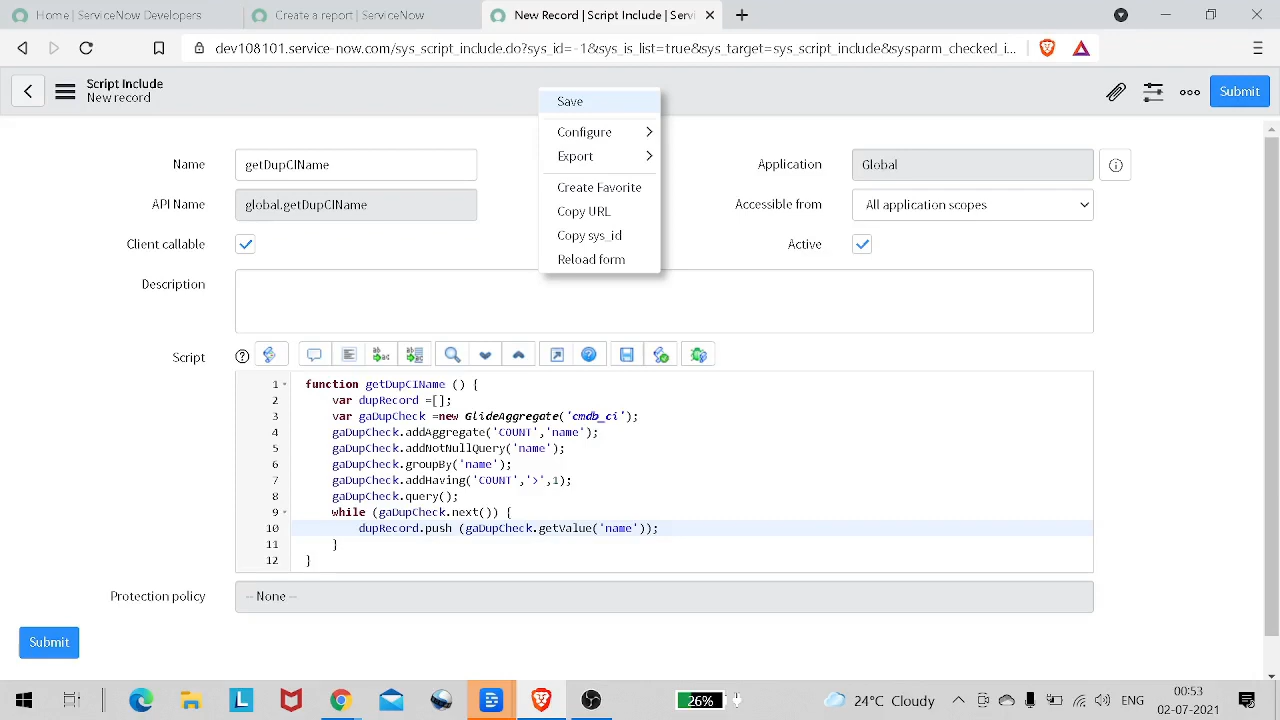 Home | ServiceNow Developers
Create a report | ServiceNow
New Record | Script Include | Servi
dev108101.service-now.com/sys_script_include.do?sys_id=-1&sys_is_list=true&sys_target=sys_script_include&sysparm_checked_i...
Script Include
New record
Submit
Save
Configure
Export
Create Favorite
Copy URL
Copy sys_id
Reload form
Name
getDupCIName
Application
Global
API Name
global.getDupCIName
Accessible from
All application scopes
Client callable
Active
Description
Script
1 function getDupCIName () {
2 var dupRecord =[];
3 var gaDupCheck =new GlideAggregate('cmdb_ci');
4 gaDupCheck.addAggregate('COUNT','name');
5 gaDupCheck.addNotNullQuery('name');
6 gaDupCheck.groupBy('name');
7 gaDupCheck.addHaving('COUNT','>',1);
8 gaDupCheck.query();
9 while (gaDupCheck.next()) {
10 dupRecord.push (gaDupCheck.getValue('name'));
11 }
12 }
Protection policy
-- None --
Submit
26%
24°C Cloudy
ENG
00:53
02-07-2021